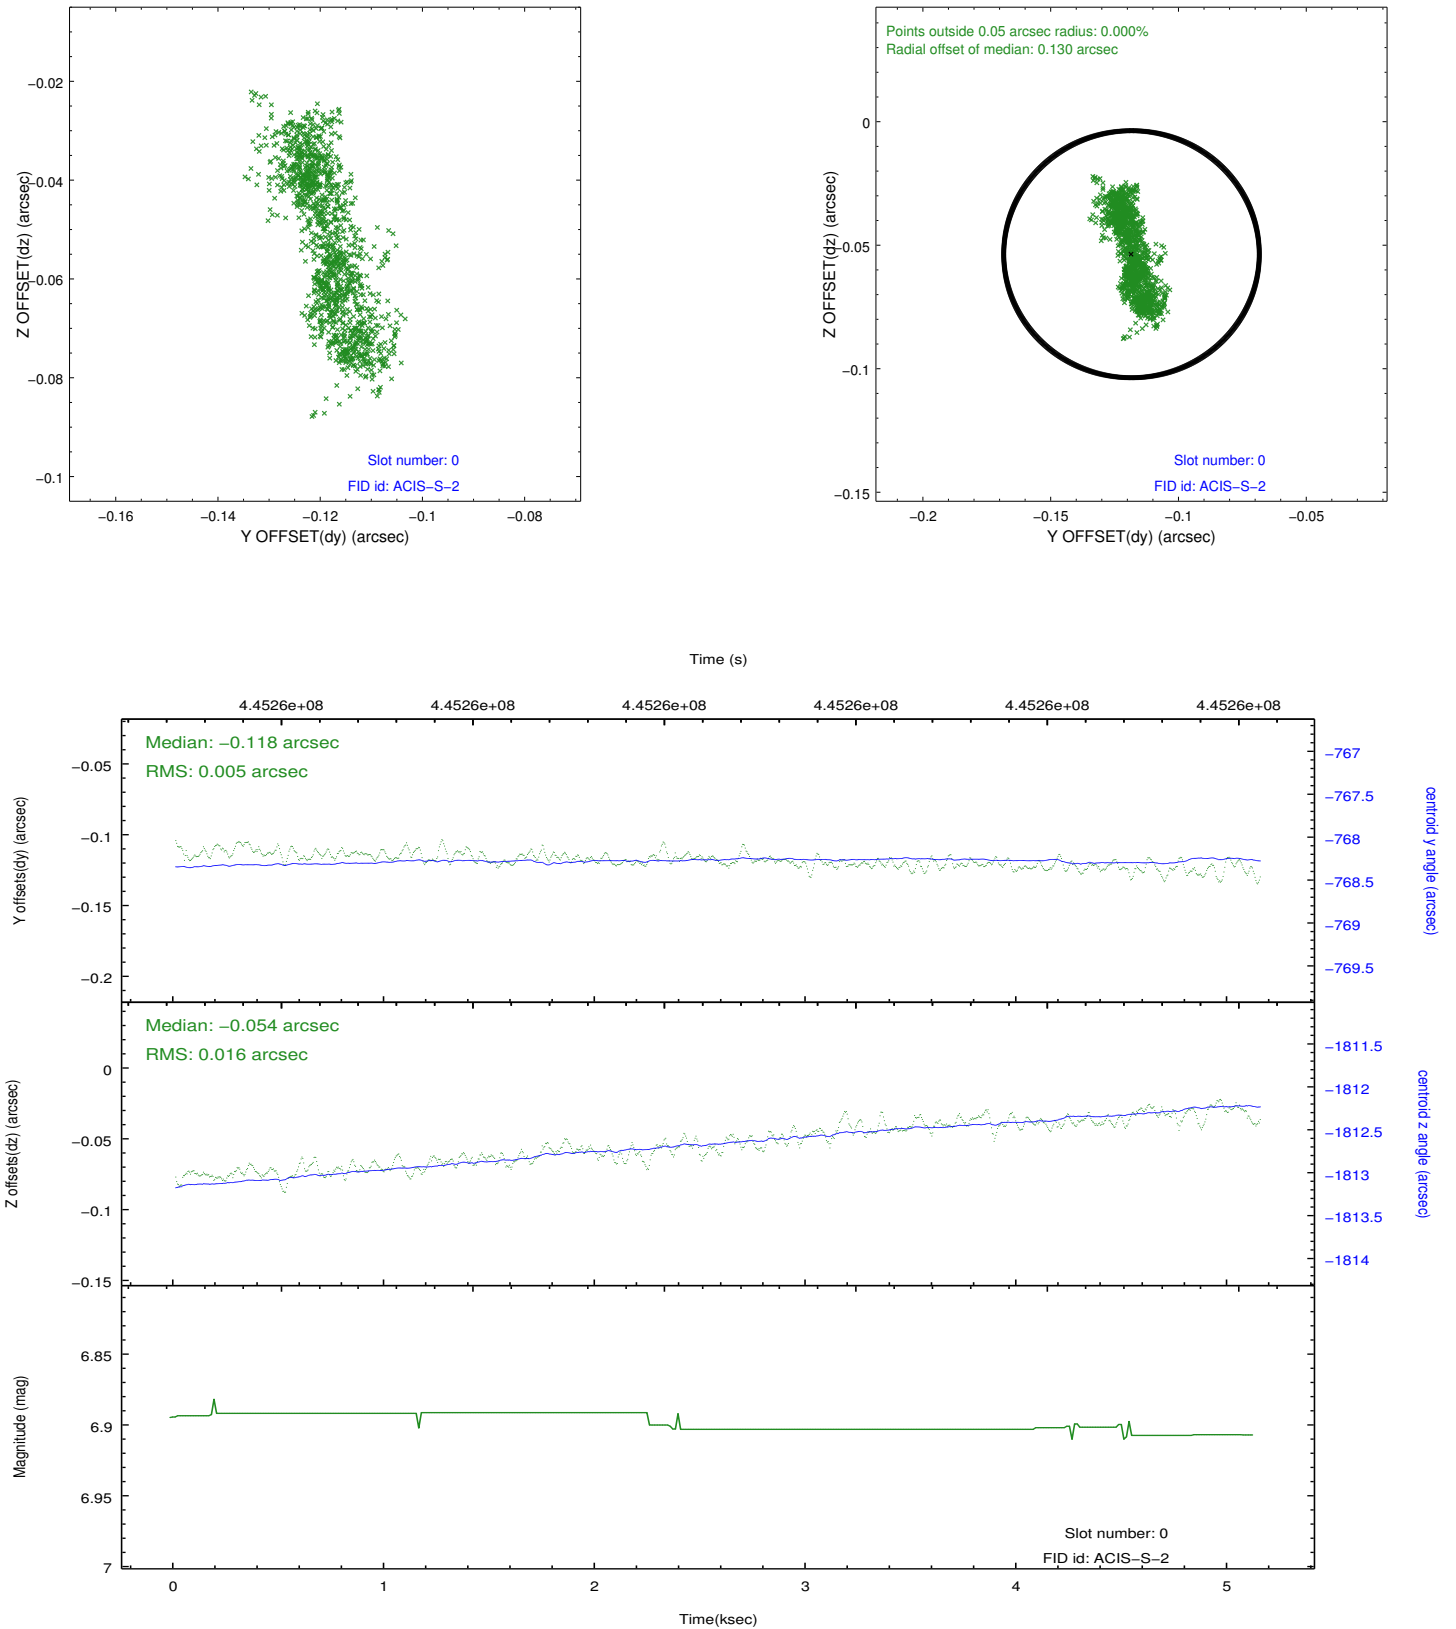 −0.02
−0.04
−0.06
−0.08
−0.1
Z OFFSET(dz) (arcsec)
Slot number: 0
FID id: ACIS−S−2
−0.16
−0.14
−0.12
−0.1
−0.08
Y OFFSET(dy) (arcsec)
Points outside 0.05 arcsec radius: 0.000%
Radial offset of median: 0.130 arcsec
0
−0.05
−0.1
−0.15
Z OFFSET(dz) (arcsec)
Slot number: 0
FID id: ACIS−S−2
−0.2
−0.15
−0.1
−0.05
Y OFFSET(dy) (arcsec)
Time (s)
4.4526e+08
4.4526e+08
4.4526e+08
4.4526e+08
4.4526e+08
4.4526e+08
Median: −0.118 arcsec
RMS: 0.005 arcsec
−0.05
−0.1
−0.15
−0.2
Y offsets(dy) (arcsec)
−767
−767.5
−768
−768.5
−769
−769.5
centroid y angle (arcsec)
Median: −0.054 arcsec
RMS: 0.016 arcsec
0
−0.05
−0.1
−0.15
Z offsets(dz) (arcsec)
−1811.5
−1812
−1812.5
−1813
−1813.5
−1814
centroid z angle (arcsec)
6.85
6.9
6.95
7
Magnitude (mag)
Slot number: 0
FID id: ACIS−S−2
0
1
2
3
4
5
Time(ksec)